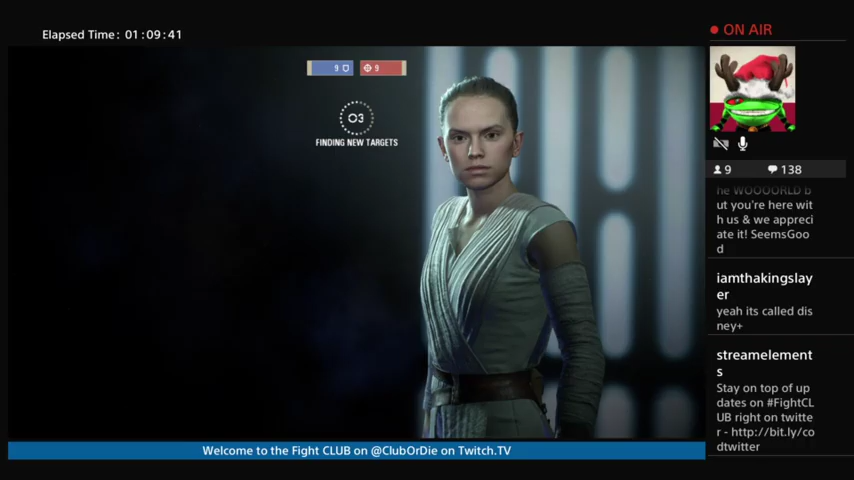 Elapsed Time: 01:09:41
ON AIR
9 9
03
FINDING NEW TARGETS
9 138
he WOOOORLD b
ut you're here wit
h us & we appreci
ate it! SeemsGoo
d
iamthakingslay
er
yeah its called dis
ney+
streamelement
s
Stay on top of up
dates on #FightCL
UB right on twitte
r - http://bit.ly/co
dtwitter
Welcome to the Fight CLUB on @ClubOrDie on Twitch.TV